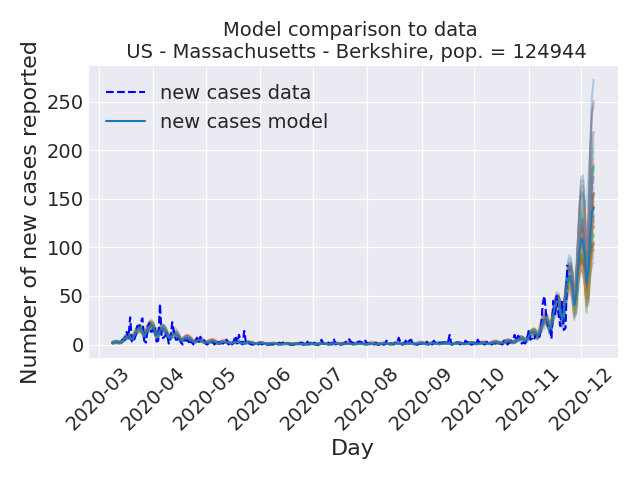 Model comparison to data
US - Massachusetts - Berkshire, pop. = 124944
new cases data
new cases model
Number of new cases reported
250
200
150
100
50
0
2020-03
2020-04
2020-05
2020-06
2020-07
2020-08
2020-09
2020-10
2020-11
2020-12
Day